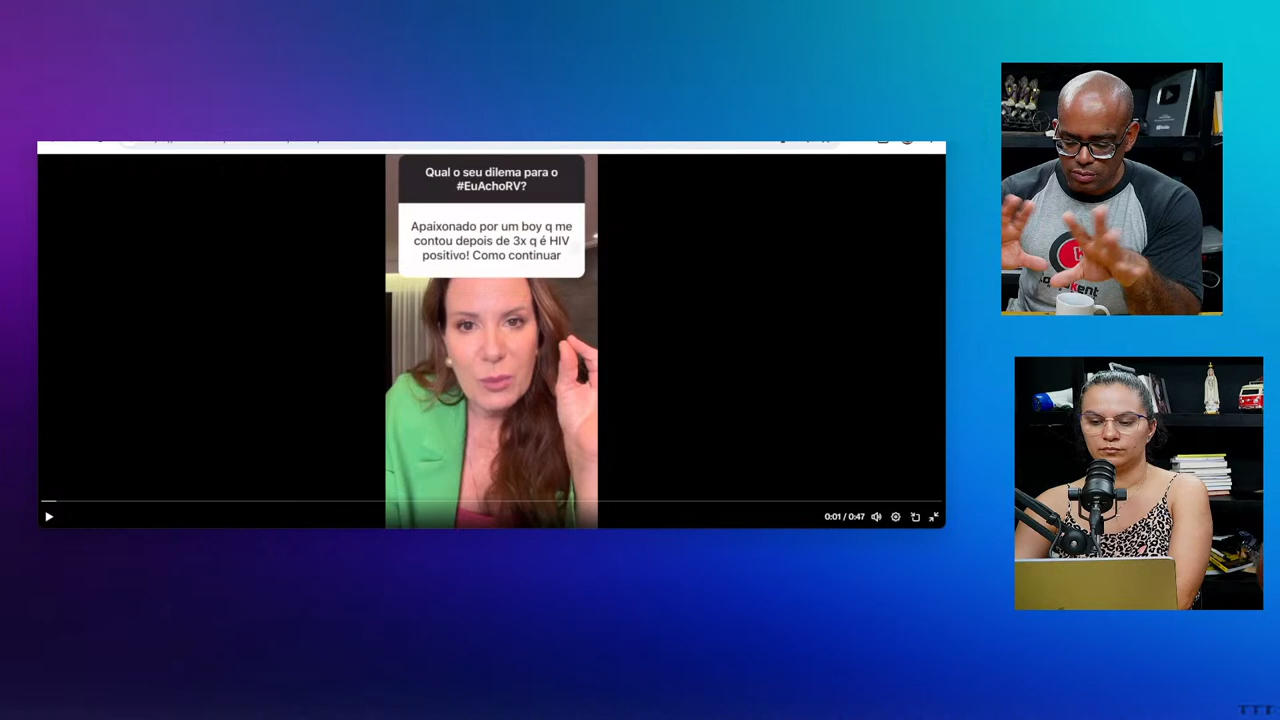 Qual o seu dilema para o
#EuAchoRV?
Apaixonado por um boy q me
contou depois de 3x q é HIV
positivo! Como continuar
0:01 / 0:47